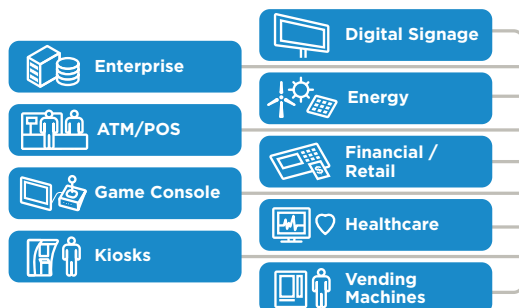 Enterprise
ATM/POS
Game Console
Kiosks
Digital Signage
Energy
Financial /
Retail
Healthcare
Vending
Machines